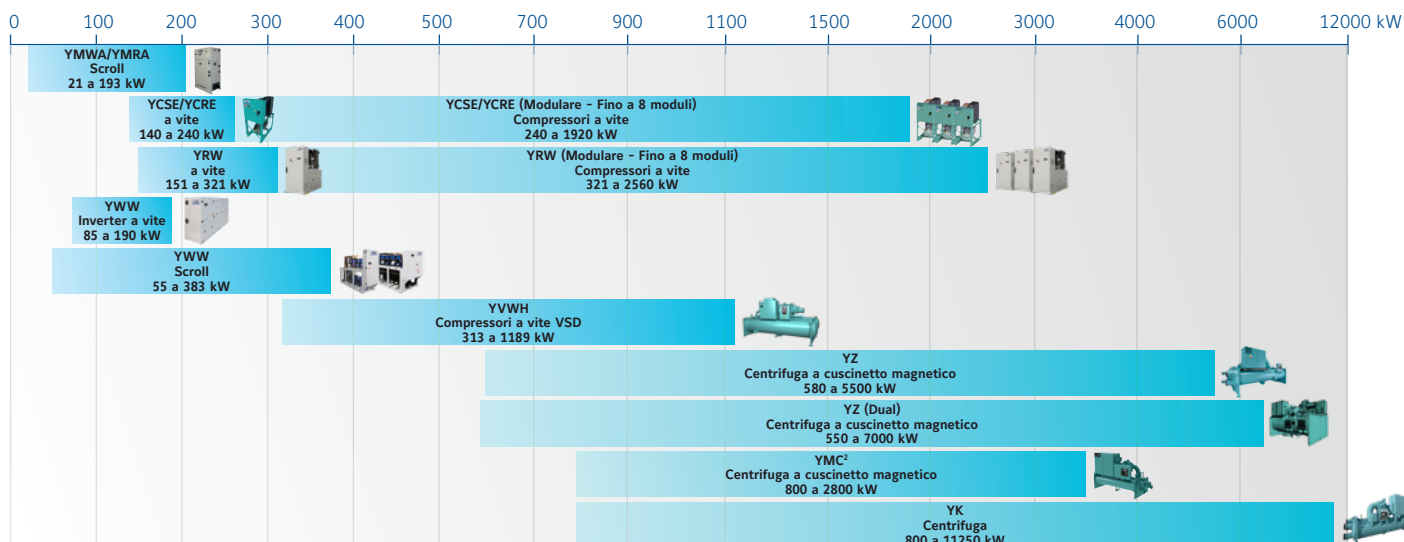 0 100 200 300 400 500 700 900 1100 1500 2000 3000 4000 6000 12000 kW
YMWA/YMRA
Scroll
21 a 193 kW
YCSE/YCRE
a vite
140 a 240 kW
YCSE/YCRE (Modulare - Fino a 8 moduli)
Compressori a vite
240 a 1920 kW
YRW
a vite
151 a 321 kW
YRW (Modulare - Fino a 8 moduli)
Compressori a vite
321 a 2560 kW
YWW
Inverter a vite
85 a 190 kW
YWW
Scroll
55 a 383 kW
YVWH
Compressori a vite VSD
313 a 1189 kW
YZ
Centrifuga a cuscinetto magnetico
580 a 5500 kW
YZ (Dual)
Centrifuga a cuscinetto magnetico
550 a 7000 kW
YMC²
Centrifuga a cuscinetto magnetico
800 a 2800 kW
YK
Centrifuga
800 a 11250 kW